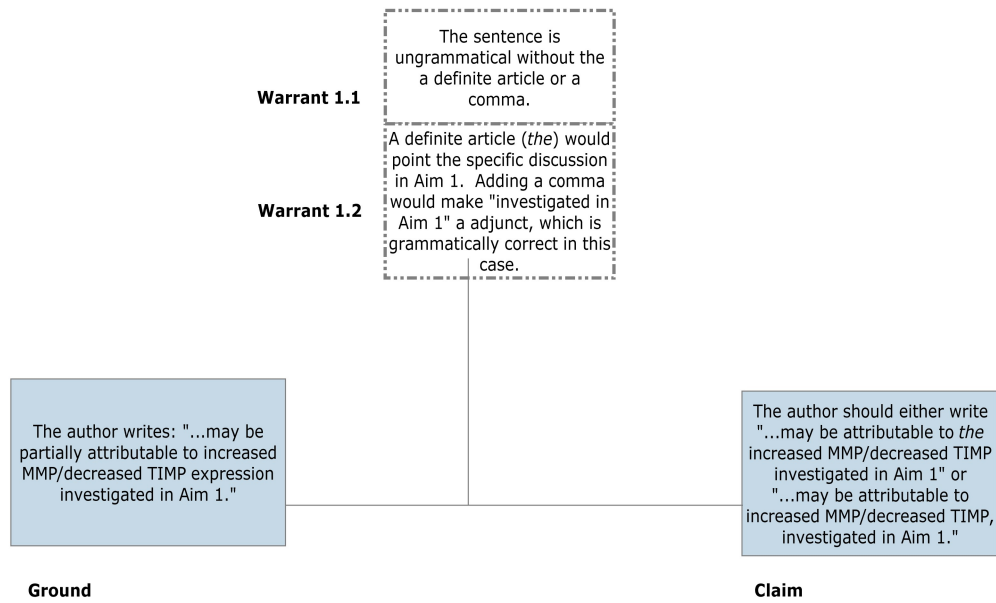 The sentence is
ungrammatical without the
a definite article or a
comma.
Warrant 1.1
A definite article (the) would
point the specific discussion
in Aim 1. Adding a comma
would make "investigated in
Aim 1" a adjunct, which is
grammatically correct in this
case.
Warrant 1.2
The author writes: "...may be
partially attributable to increased
MMP/decreased TIMP expression
investigated in Aim 1."
The author should either write
"...may be attributable to the
increased MMP/decreased TIMP
investigated in Aim 1" or
"...may be attributable to
increased MMP/decreased TIMP,
investigated in Aim 1."
Ground
Claim